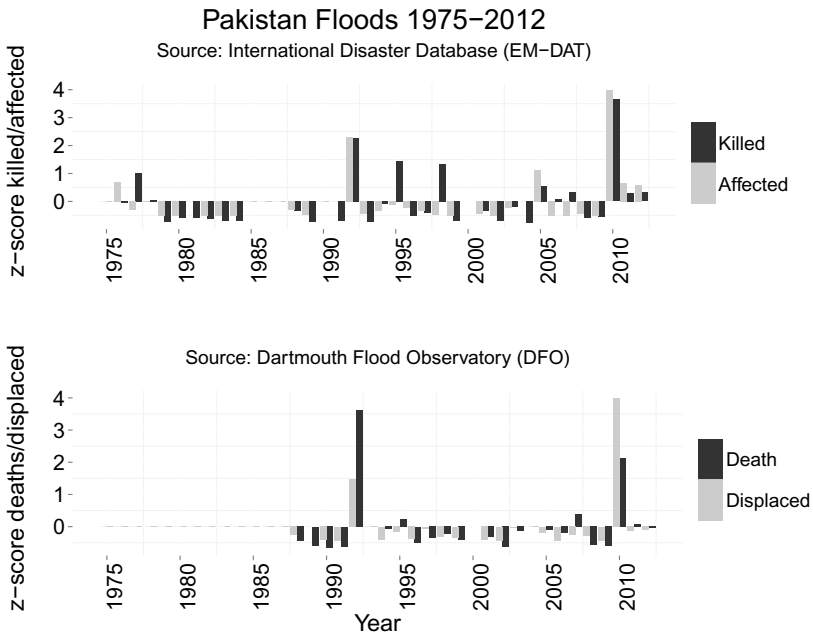 Pakistan Floods 1975−2012
Source: International Disaster Database (EM−DAT)
z−score killed/affected
4
3
2
1
0
1975 1980 1985 1990 1995 2000 2005 2010
Killed
Affected
Source: Dartmouth Flood Observatory (DFO)
z−score deaths/displaced
4
3
2
1
0
1975 1980 1985 1990 1995 2000 2005 2010
Year
Death
Displaced